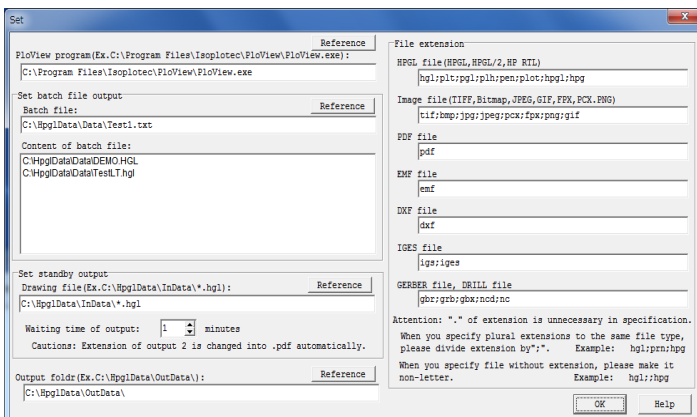 Set
Reference
PloView program(Ex.C:\Program Files\Isoplotec\PloView\PloView.exe):
C:\Program Files\Isoplotec\PloView\PloView.exe
Set batch file output
Reference
Batch file:
C:\HpglData\Data\Test1.txt
Content of batch file:
C:\HpglData\Data\DEMO.HGL
C:\HpglData\Data\TestLT.hgl
Set standby output
Reference
Drawing file(Ex.C:\HpglData\InData\*.hgl):
C:\HpglData\InData\*.hgl
Waiting time of output: 1 minutes
Cautions: Extension of output 2 is changed into .pdf automatically.
Reference
Output foldr(Ex.C:\HpglData\OutData\):
C:\HpglData\OutData\
File extension
HPGL file(HPGL,HPGL/2,HP RTL)
hgl;plt;pgl;plh;pen;plot;hpgl;hpg
Image file(TIFF,Bitmap,JPEG,GIF,FPX,PCX.PNG)
tif;bmp;jpg;jpeg;pcx;fpx;png;gif
PDF file
pdf
EMF file
emf
DXF file
dxf
IGES file
igs;iges
GERBER file, DRILL file
gbr;grb;gbx;ncd;nc
Attention: "." of extension is unnecessary in specification.
When you specify plural extensions to the same file type,
please divide extension by";". Example: hgl;prn;hpg
When you specify file without extension, please make it
non-letter. Example: hgl;;hpg
OK Help